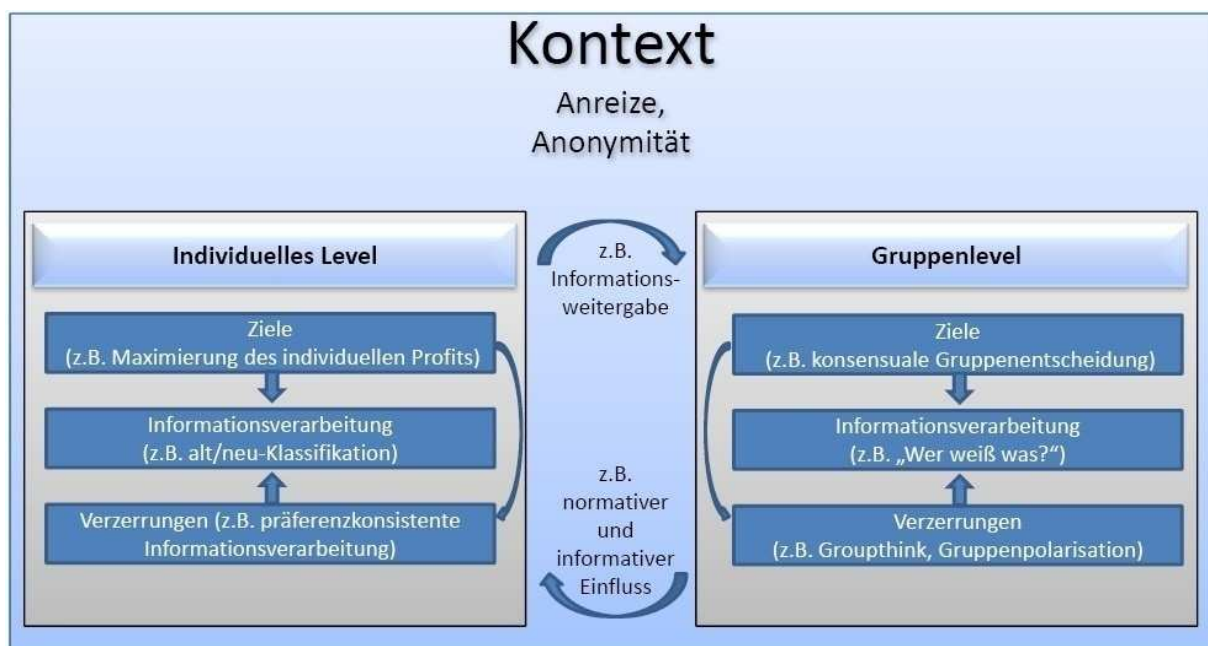 Kontext
Anreize,
Anonymität
Individuelles Level
Ziele
(z.B. Maximierung des individuellen Profits)
Informationsverarbeitung
(z.B. alt/neu-Klassifikation)
Verzerrungen (z.B. präferenzkonsistente
Informationsverarbeitung)
z.B.
Informations-
weitergabe
z.B.
normativer
und
informativer
Einfluss
Gruppenlevel
Ziele
(z.B. konsensuale Gruppenentscheidung)
Informationsverarbeitung
(z.B. „Wer weiß was?“)
Verzerrungen
(z.B. Groupthink, Gruppenpolarisation)